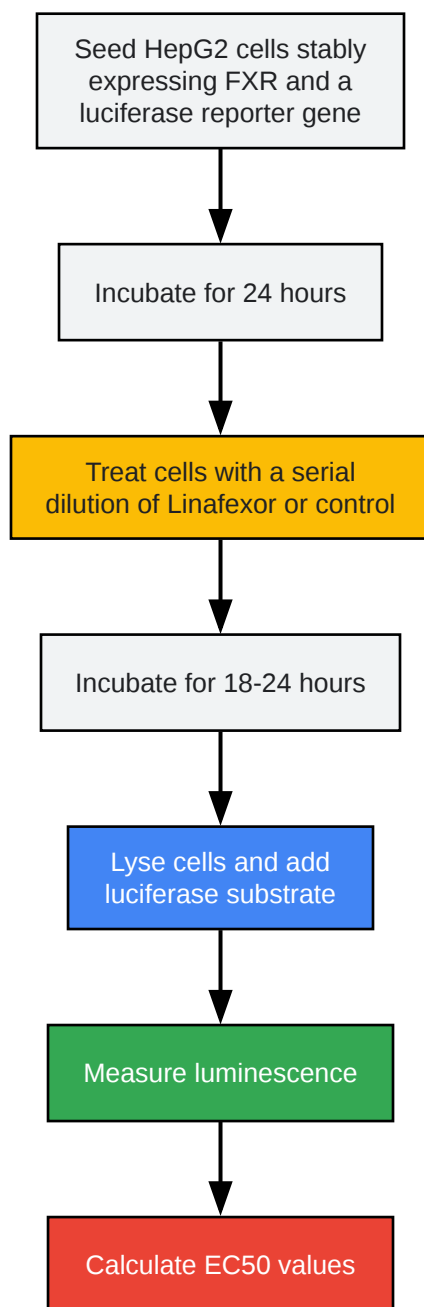 Seed HepG2 cells stably
expressing FXR and a
luciferase reporter gene
Incubate for 24 hours
Treat cells with a serial
dilution of Linafexor or control
Incubate for 18-24 hours
Lyse cells and add
luciferase substrate
Measure luminescence
Calculate EC50 values